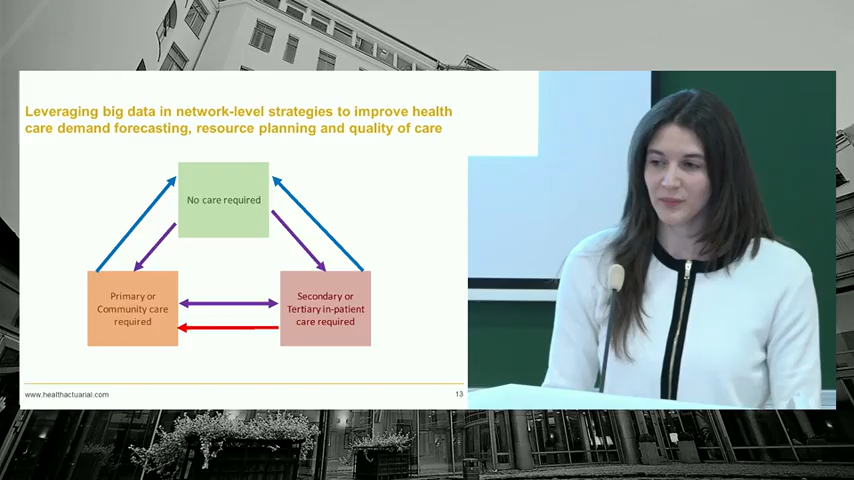 Leveraging big data in network-level strategies to improve health
care demand forecasting, resource planning and quality of care
No care required
Primary or
Community care
required
Secondary or
Tertiary in-patient
care required
www.healthactuarial.com
13